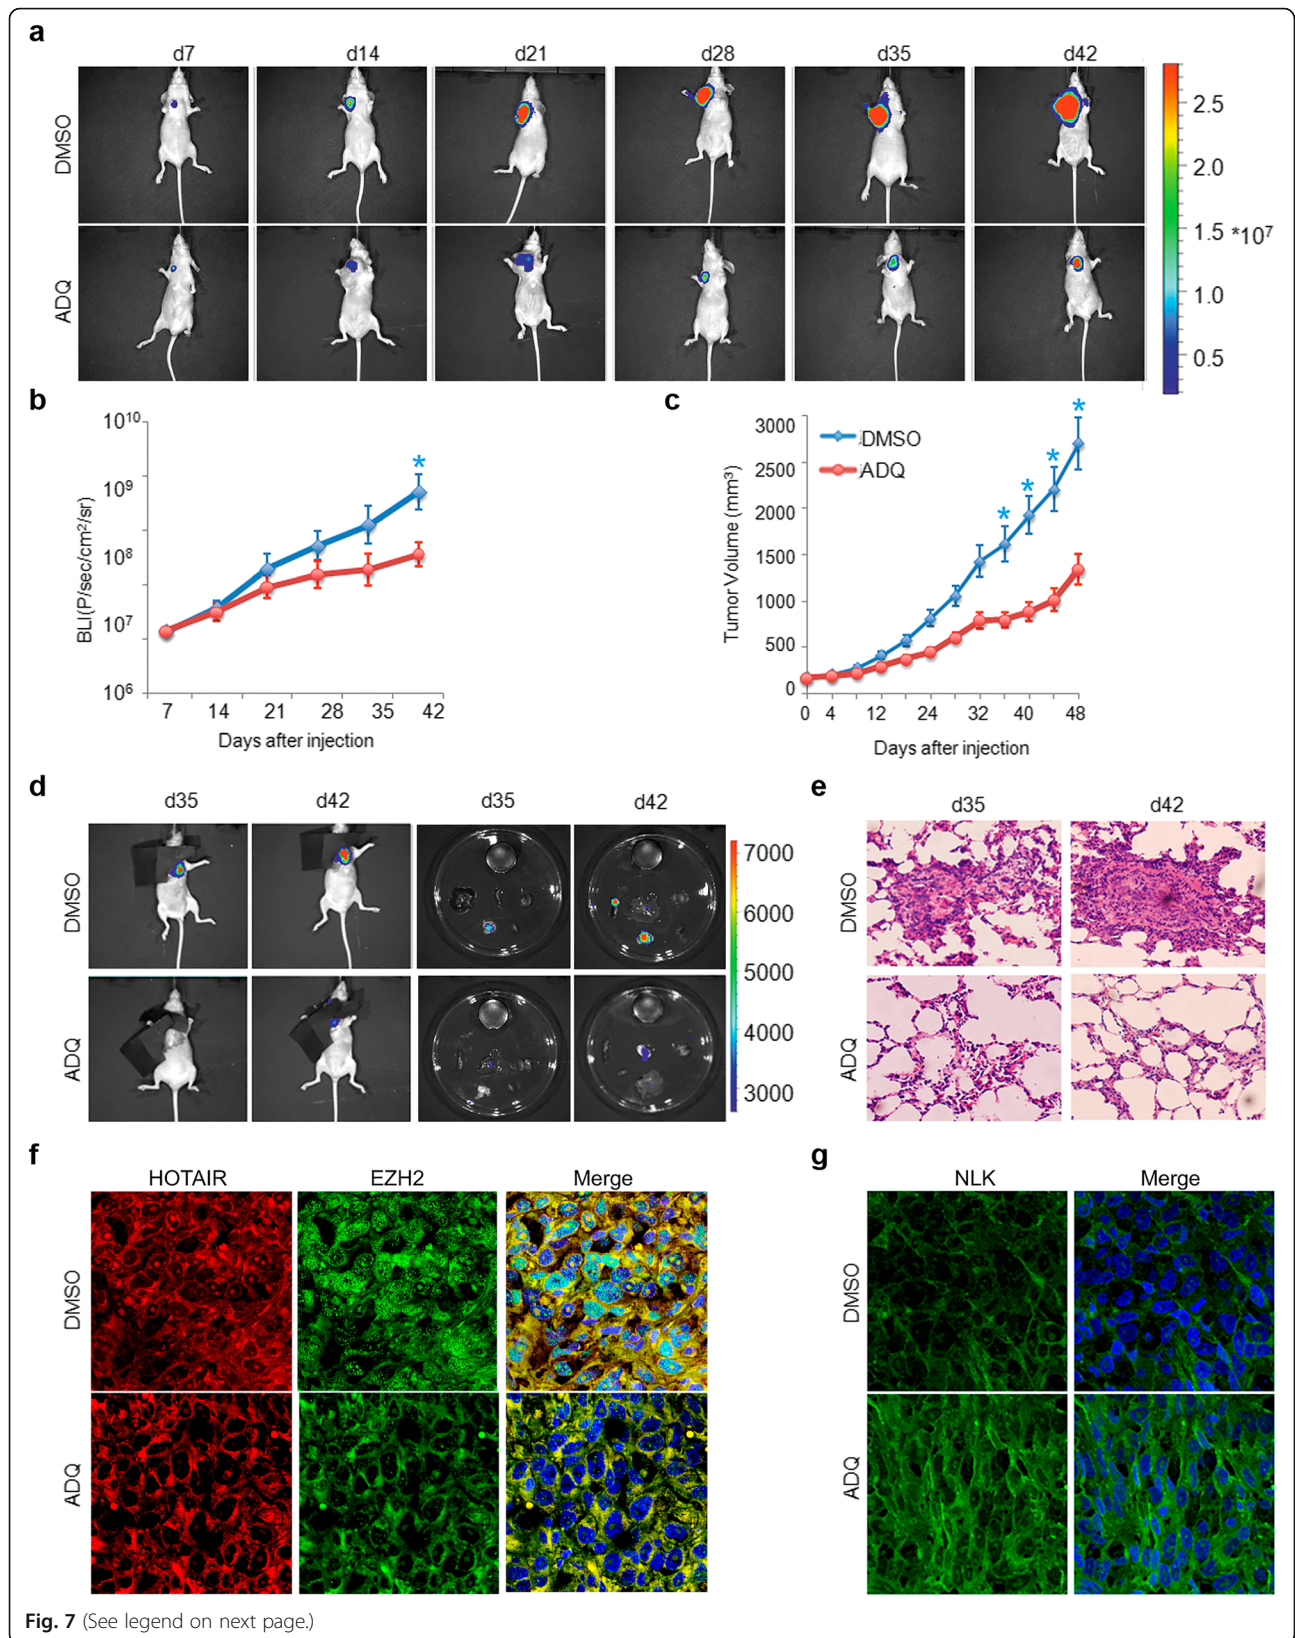 a
d7 d14 d21 d28 d35 d42
DMSO
ADQ
2.5
2.0
1.5 *10⁷
1.0
0.5
b
10¹⁰
10⁹
10⁸
10⁷
10⁶
BLI(P/sec/cm²/sr)
*
7 14 21 28 35 42
Days after injection
c
3000
2500
2000
1500
1000
500
0
Tumor Volume (mm³)
DMSO
ADQ
* * * * *
0 4 12 24 32 40 48
Days after injection
d
d35 d42 d35 d42
DMSO
ADQ
7000
6000
5000
4000
3000
e
d35 d42
DMSO
ADQ
f
HOTAIR EZH2 Merge
DMSO
ADQ
g
NLK Merge
DMSO
ADQ
Fig. 7 (See legend on next page.)